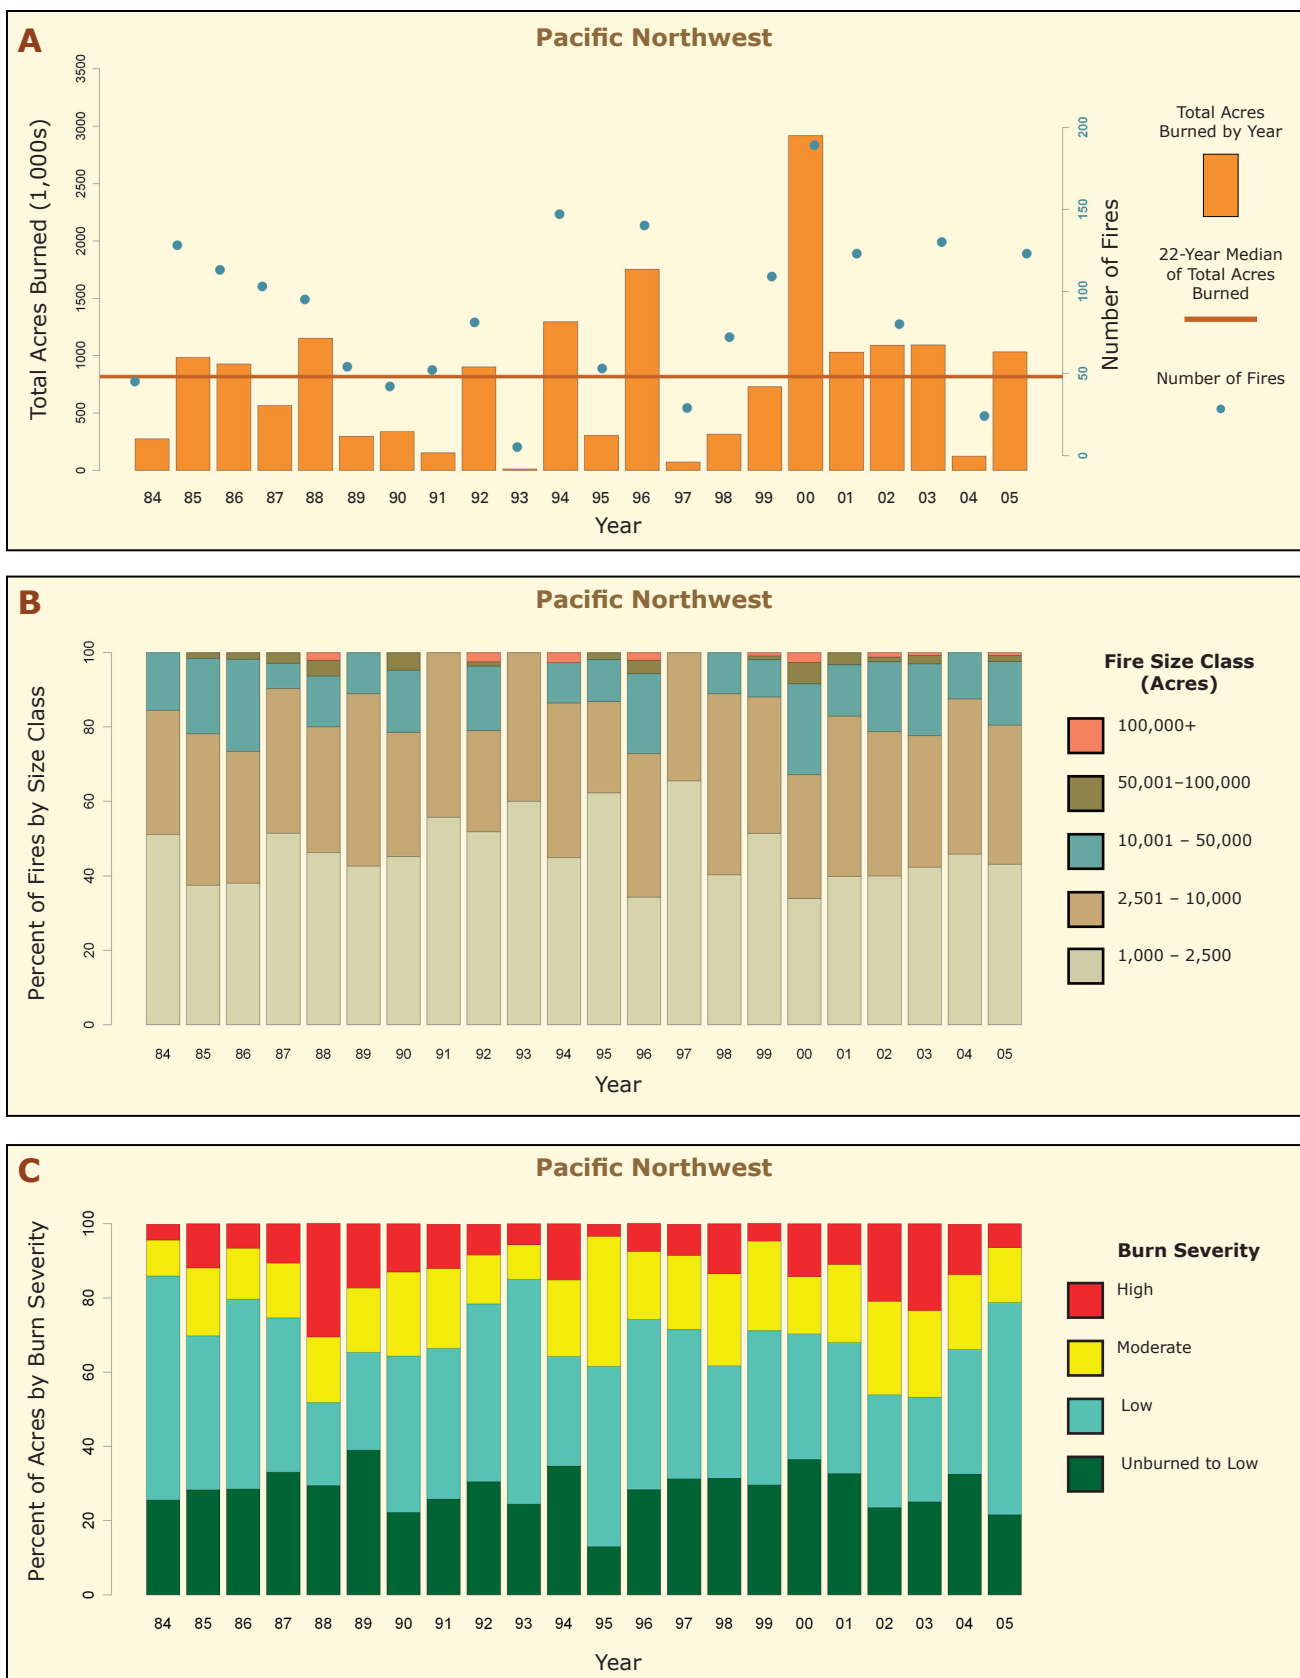 A
Pacific Northwest
Total Acres Burned (1,000s)
3500
3000
2500
2000
1500
1000
500
0
200
150
100
50
0
Number of Fires
84 85 86 87 88 89 90 91 92 93 94 95 96 97 98 99 00 01 02 03 04 05
Year
Total Acres
Burned by Year
22-Year Median
of Total Acres
Burned
Number of Fires
B
Pacific Northwest
Percent of Fires by Size Class
100
80
60
40
20
0
84 85 86 87 88 89 90 91 92 93 94 95 96 97 98 99 00 01 02 03 04 05
Year
Fire Size Class
(Acres)
100,000+
50,001–100,000
10,001 – 50,000
2,501 – 10,000
1,000 – 2,500
C
Pacific Northwest
Percent of Acres by Burn Severity
100
80
60
40
20
0
84 85 86 87 88 89 90 91 92 93 94 95 96 97 98 99 00 01 02 03 04 05
Year
Burn Severity
High
Moderate
Low
Unburned to Low